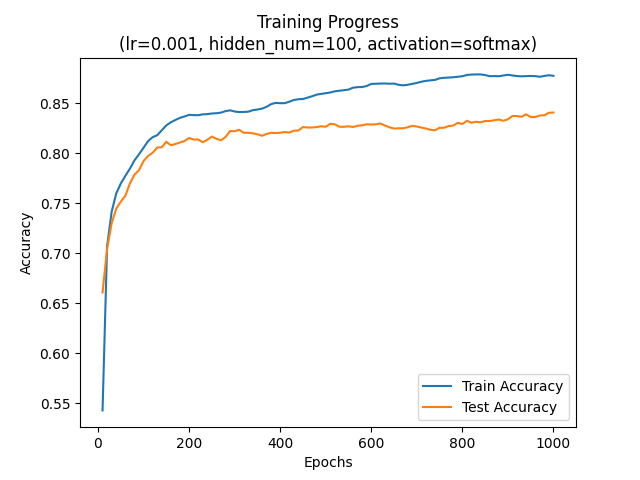 Training Progress
(lr=0.001, hidden_num=100, activation=softmax)
Accuracy
0.85
0.80
0.75
0.70
0.65
0.60
0.55
Train Accuracy
Test Accuracy
0 200 400 600 800 1000
Epochs